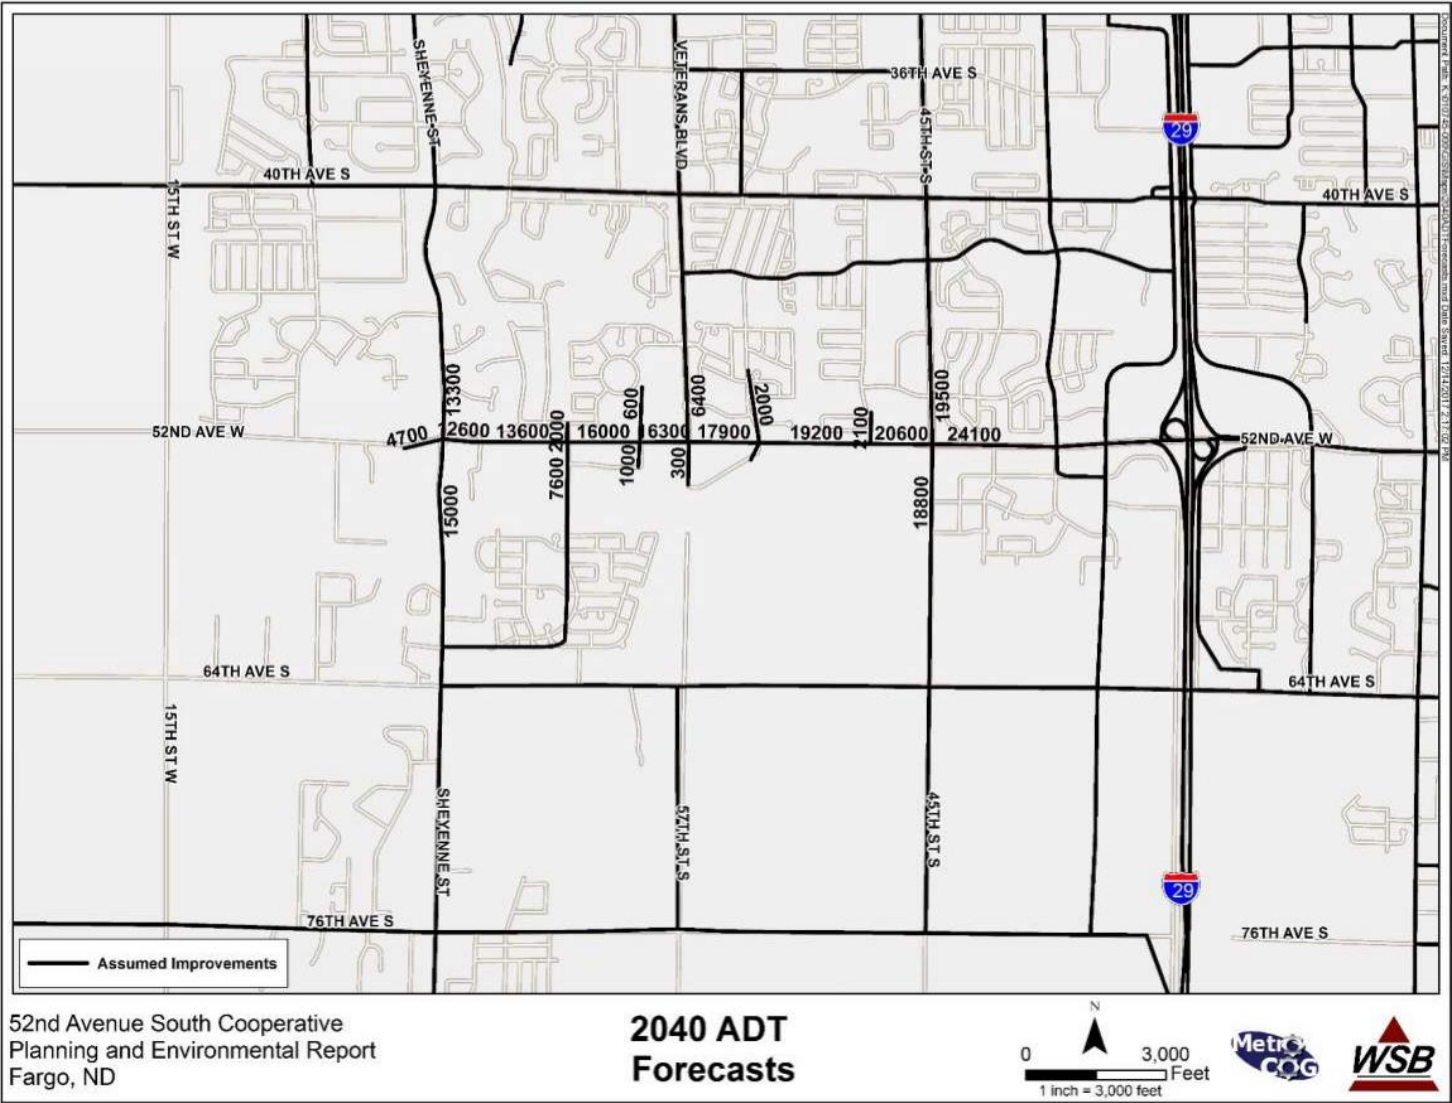 36TH AVE S
SHEYENNE ST
VETERANS BLVD
45TH ST S
29
40TH AVE S
40TH AVE S
15TH ST W
13300
600
6400
2000
19500
52ND AVE W
4700
12600
13600
2000
16000
16300
17900
19200
2100
20600
24100
52ND AVE W
7600
1000
300
15000
18800
64TH AVE S
64TH AVE S
15TH ST W
SHEYENNE ST
57TH ST S
45TH ST S
29
76TH AVE S
76TH AVE S
Assumed Improvements
52nd Avenue South Cooperative
Planning and Environmental Report
Fargo, ND
2040 ADT
Forecasts
N
0 3,000
Feet
1 inch = 3,000 feet
Metro
COG
WSB